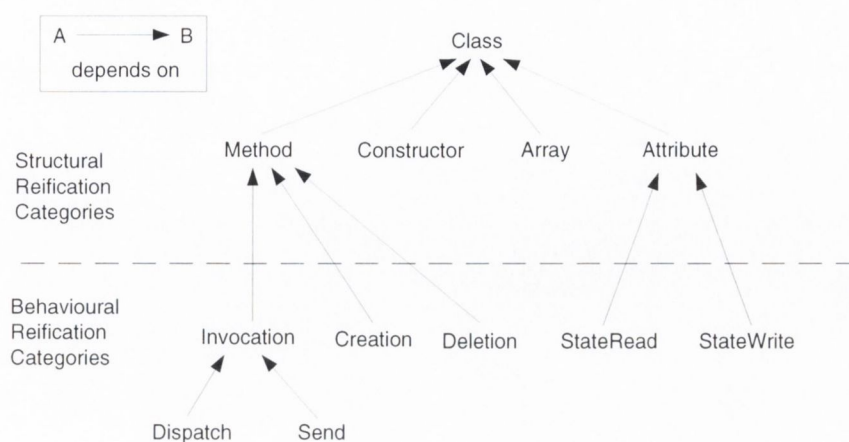 A B
depends on
Class
Method Constructor Array Attribute
Structural
Reification
Categories
Behavioural
Reification
Categories
Invocation Creation Deletion StateRead StateWrite
Dispatch Send